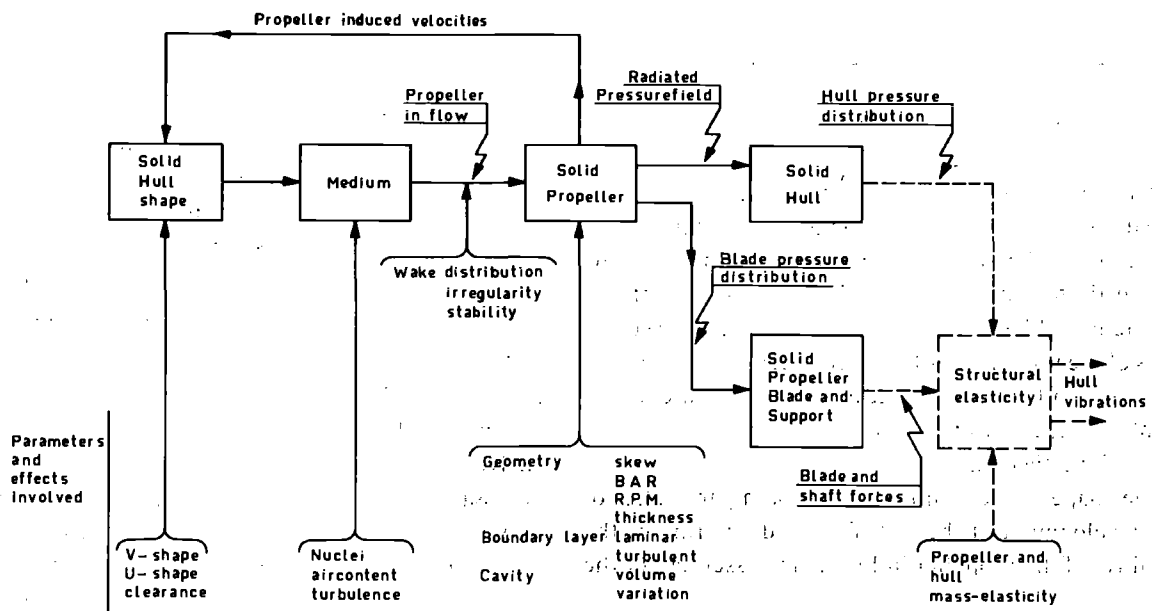 Propeller induced velocities
Propeller
in flow
Radiated
Pressurefield
Hull pressure
distribution
Solid
Hull
shape
Medium
Solid
Propeller
Solid
Hull
Wake distribution
irregularity
stability
Blade pressure
distribution
Solid
Propeller
Blade and
Support
Structural
elasticity
Hull
vibrations
Parameters
and
effects
involved
Blade and
shaft forces
Geometry skew
BAR
R.P.M.
thickness
Boundary layer laminar
turbulent
Cavity volume
variation
V-shape
U-shape
clearance
Nuclei
aircontent
turbulence
Propeller and
hull
mass-elasticity